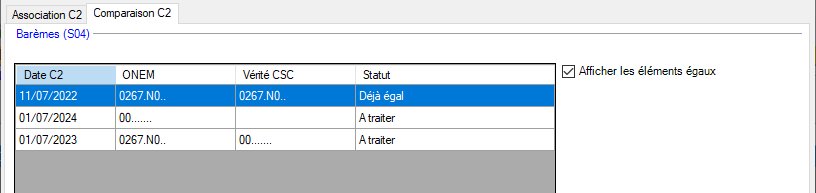 Association C2 Comparaison C2
Barèmes (S04)
Date C2 ONEM Vérité CSC Statut
Afficher les éléments égaux
11/07/2022 0267.N0.. 0267.N0.. Déjà égal
01/07/2024 00....... A traiter
01/07/2023 0267.N0.. 00....... A traiter